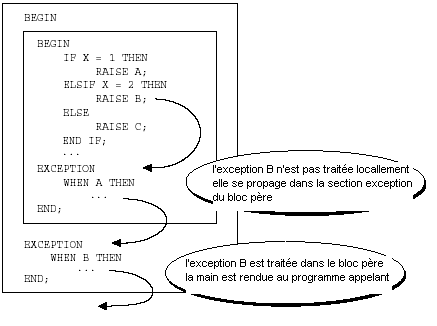 BEGIN
BEGIN
IF X = 1 THEN
RAISE A;
ELSIF X = 2 THEN
RAISE B;
ELSE
RAISE C;
END IF;
...
EXCEPTION
WHEN A THEN
...
END;
l'exception B n'est pas traitée locallement
elle se propage dans la section exception
du bloc père
EXCEPTION
WHEN B THEN
...
END;
l'exception B est traitée dans le bloc père
la main est rendue au programme appelant